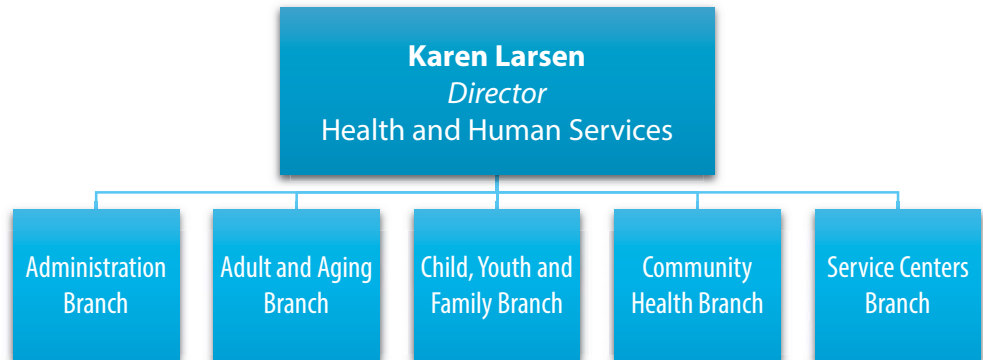 Karen Larsen
Director
Health and Human Services
Administration
Branch
Adult and Aging
Branch
Child, Youth and
Family Branch
Community
Health Branch
Service Centers
Branch